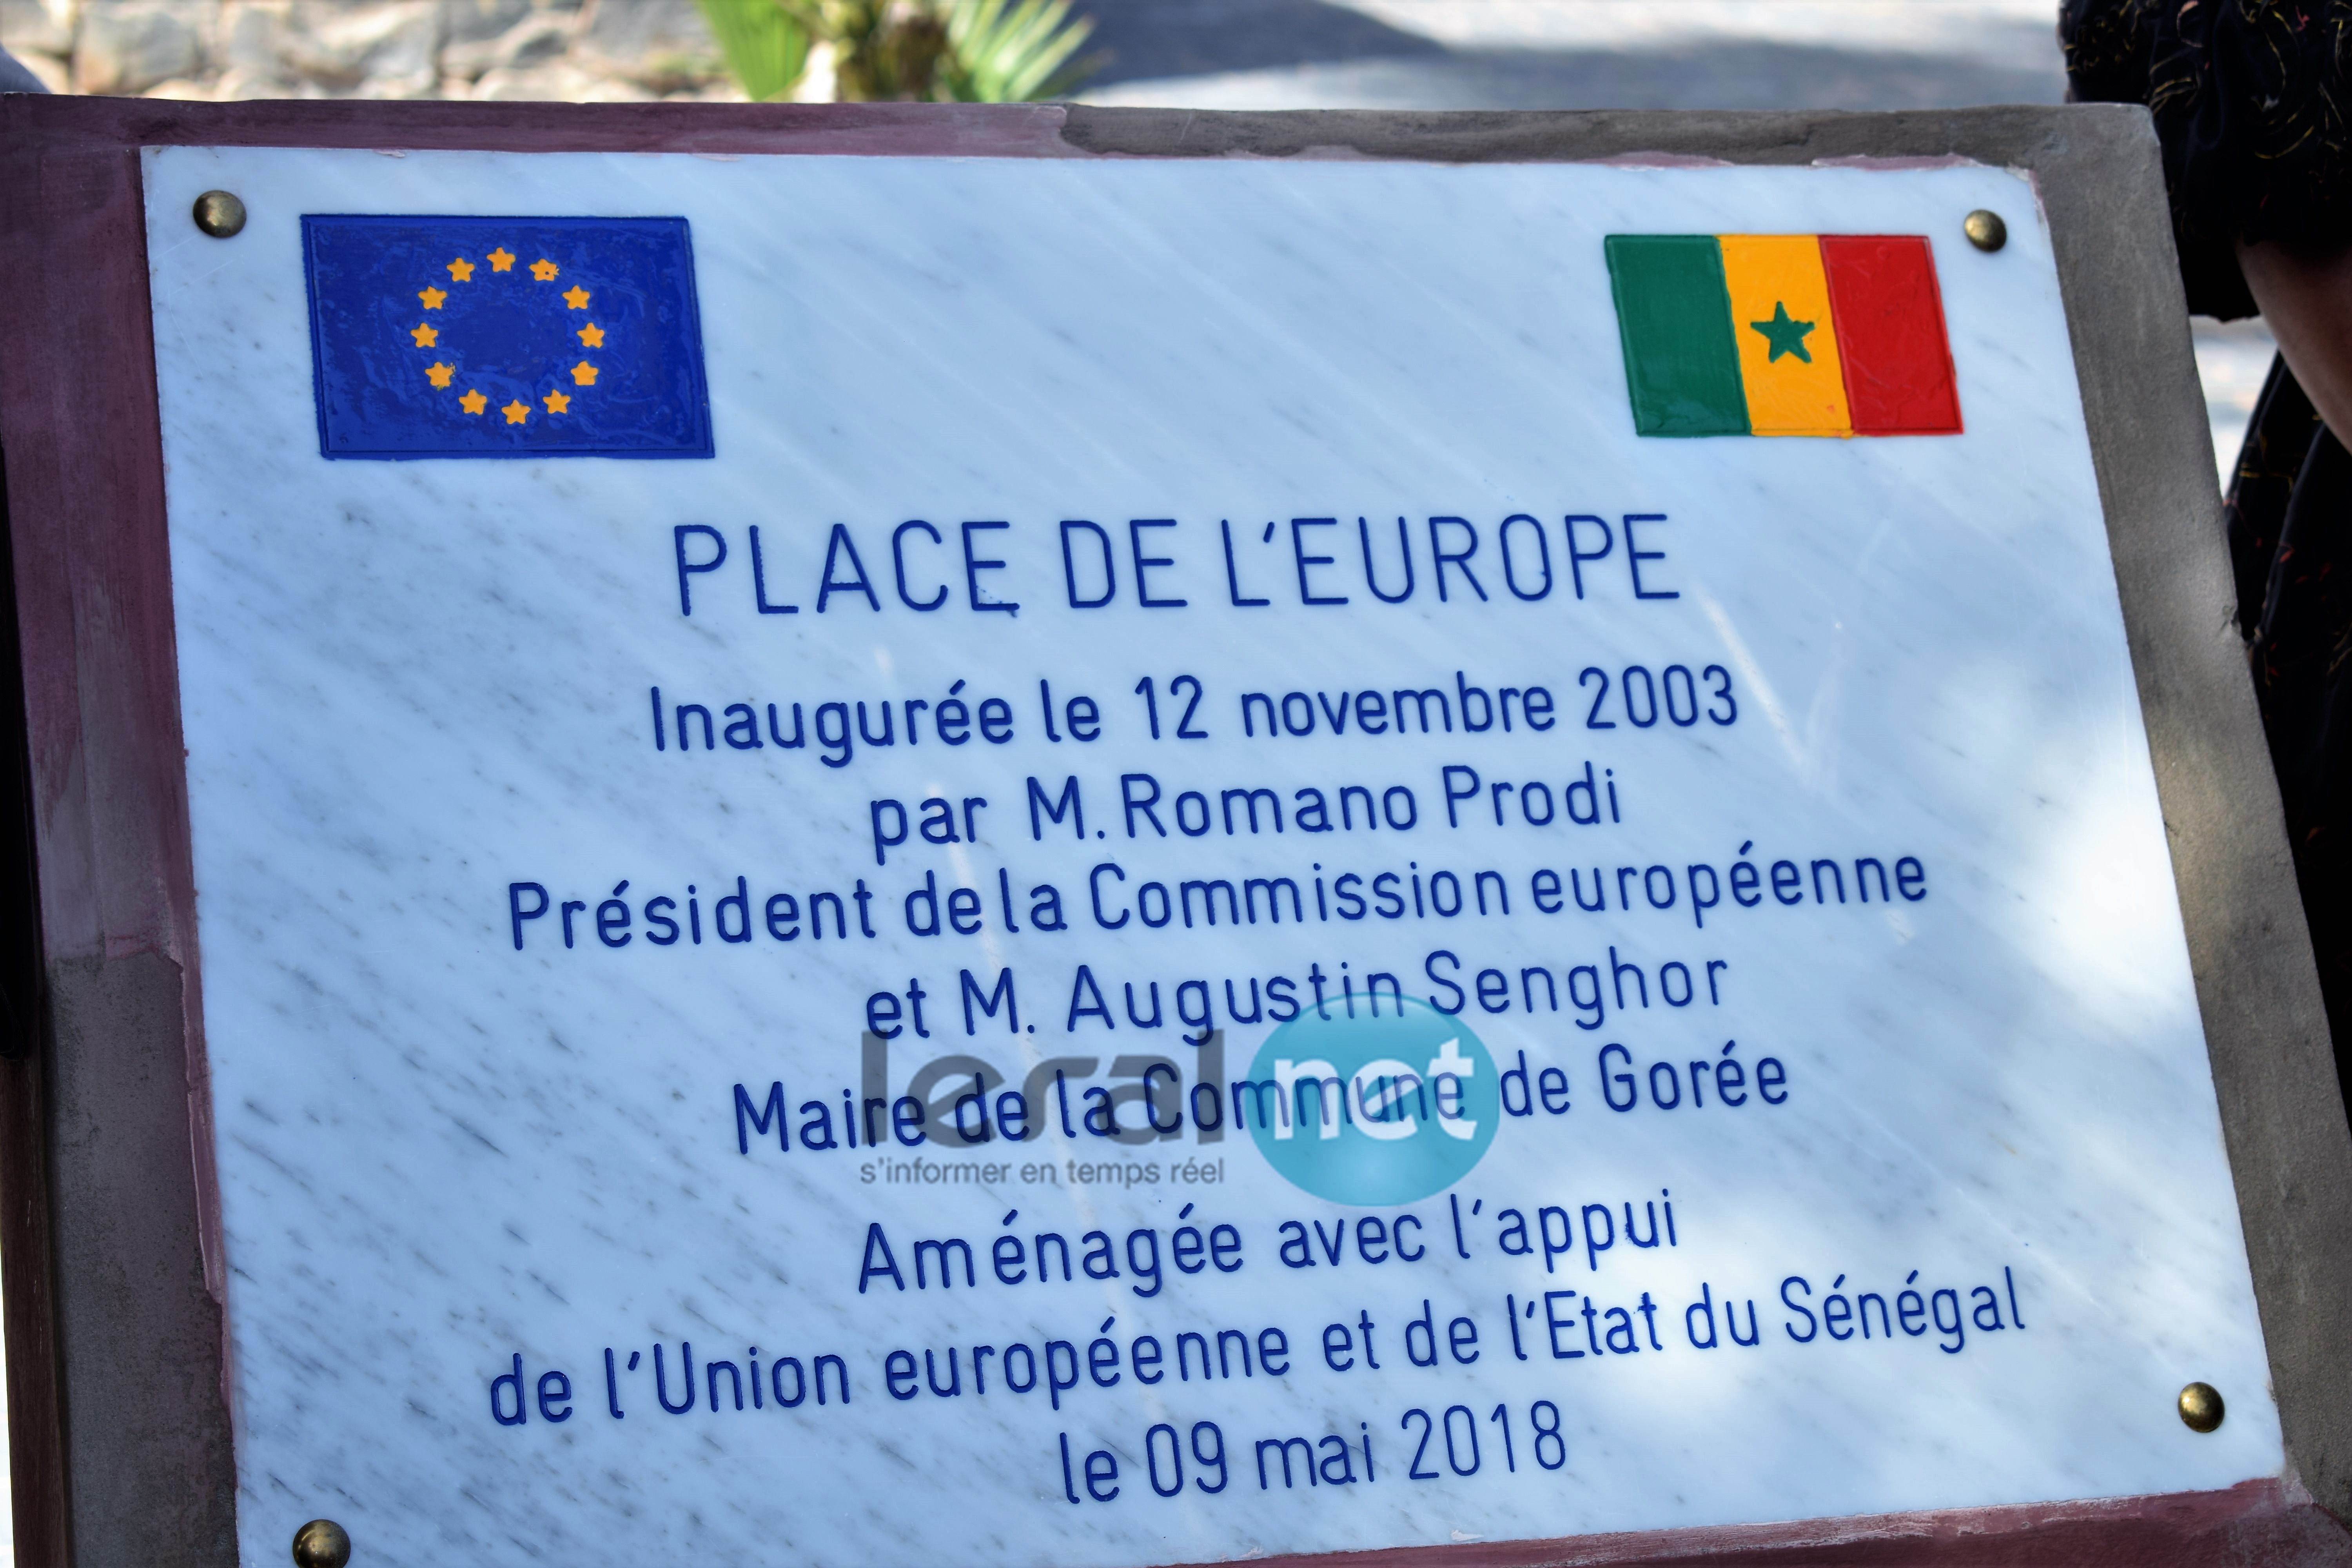 PLACE DE L'EUROPE
Inaugurée le 12 novembre 2003
par M. Romano Prodi
Président de la Commission européenne
et M. Augustin Senghor
Maire de la Commune de Gorée
leral net
s'informer en temps réel
Aménagée avec l'appui
de l'Union européenne et de l'Etat du Sénégal
le 09 mai 2018